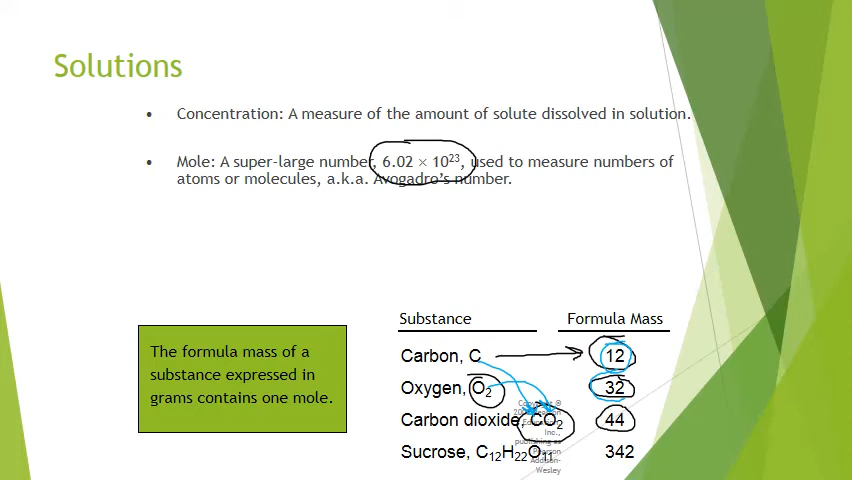 Solutions
• Concentration: A measure of the amount of solute dissolved in solution.
• Mole: A super-large number, 6.02 × 10²³, used to measure numbers of
atoms or molecules, a.k.a. Avogadro's number.
The formula mass of a
substance expressed in
grams contains one mole.
Substance Formula Mass
Carbon, C 12
Oxygen, O₂ 32
Carbon dioxide, CO₂ 44
Sucrose, C₁₂H₂₂O₁₁ 342
Education
Inc.,
publishing as
Pearson
Addison-
Wesley